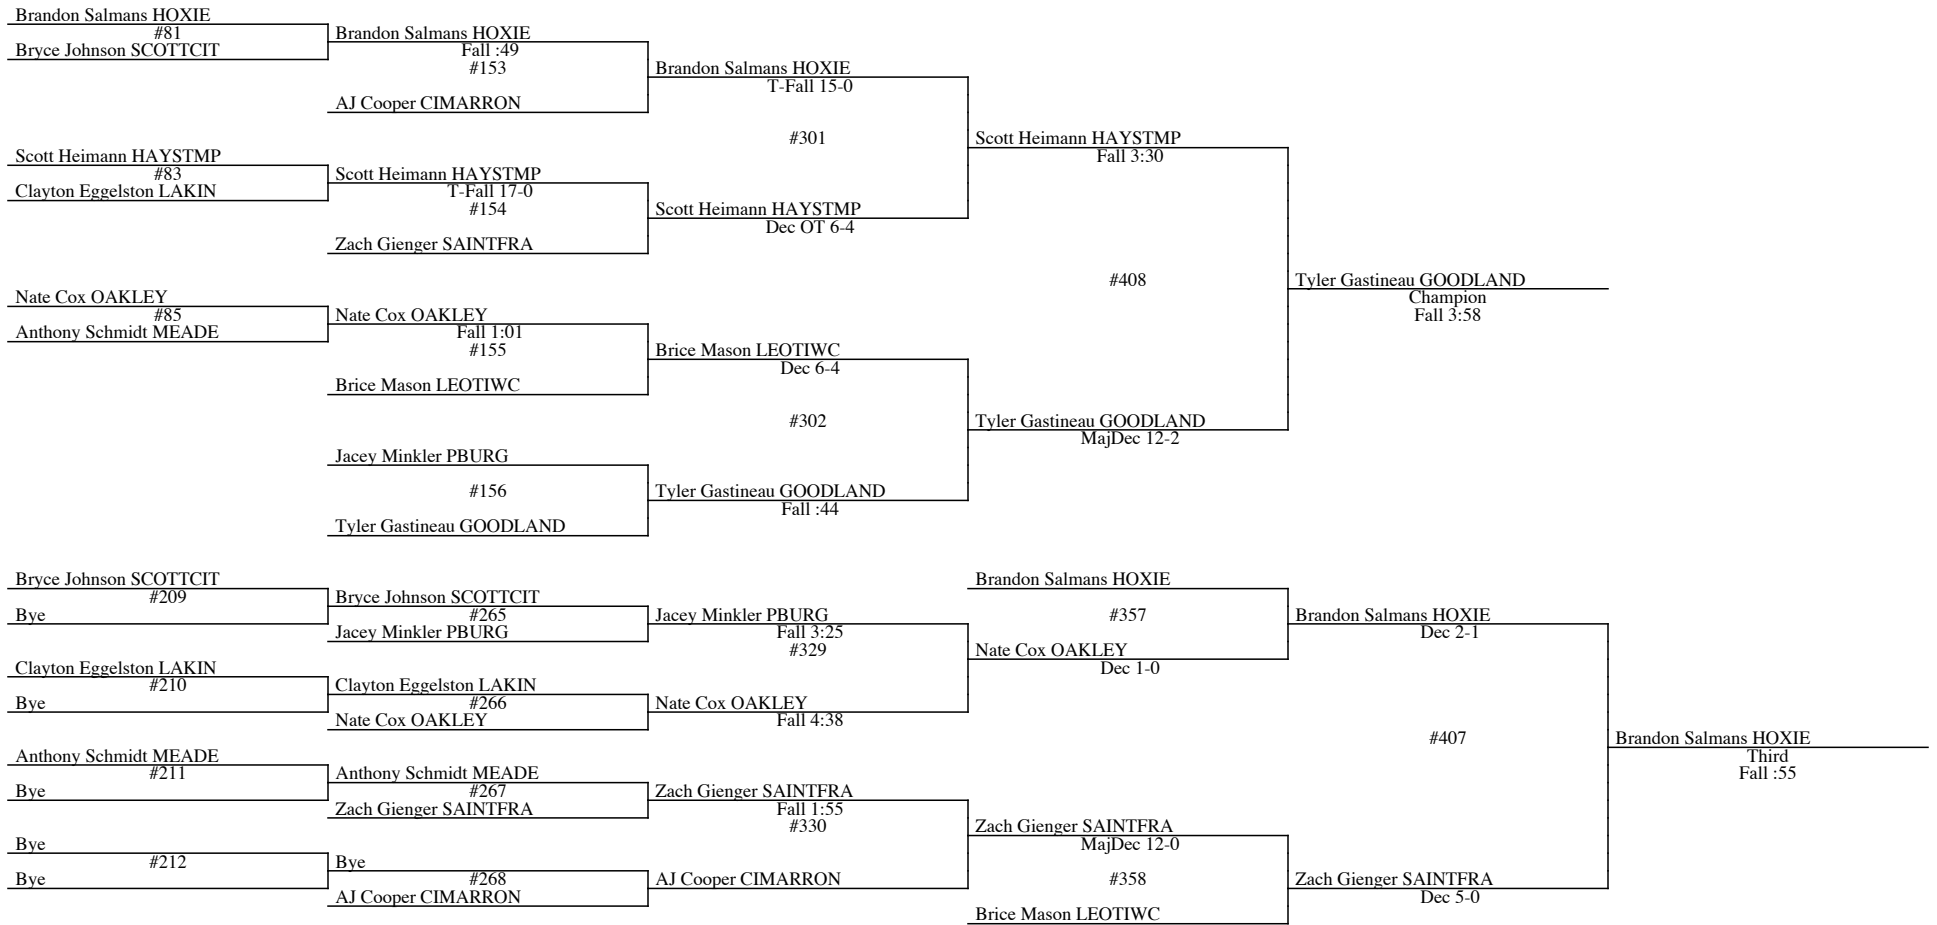 Brandon Salmans HOXIE
#81
Bryce Johnson SCOTTCIT
Brandon Salmans HOXIE
Fall :49
#153
AJ Cooper CIMARRON
Brandon Salmans HOXIE
T-Fall 15-0
#301
Scott Heimann HAYSTMP
#83
Clayton Eggelston LAKIN
Scott Heimann HAYSTMP
T-Fall 17-0
#154
Zach Gienger SAINTFRA
Scott Heimann HAYSTMP
Dec OT 6-4
Scott Heimann HAYSTMP
Fall 3:30
#408
Nate Cox OAKLEY
#85
Anthony Schmidt MEADE
Nate Cox OAKLEY
Fall 1:01
#155
Brice Mason LEOTIWC
Brice Mason LEOTIWC
Dec 6-4
#302
Jacey Minkler PBURG
#156
Tyler Gastineau GOODLAND
Tyler Gastineau GOODLAND
Fall :44
Tyler Gastineau GOODLAND
MajDec 12-2
Tyler Gastineau GOODLAND
Champion
Fall 3:58
Bryce Johnson SCOTTCIT
#209
Bye
Bryce Johnson SCOTTCIT
#265
Jacey Minkler PBURG
Jacey Minkler PBURG
Fall 3:25
#329
Clayton Eggelston LAKIN
#210
Bye
Clayton Eggelston LAKIN
#266
Nate Cox OAKLEY
Nate Cox OAKLEY
Fall 4:38
Brandon Salmans HOXIE
#357
Nate Cox OAKLEY
Dec 1-0
Brandon Salmans HOXIE
Dec 2-1
#407
Anthony Schmidt MEADE
#211
Bye
Anthony Schmidt MEADE
#267
Zach Gienger SAINTFRA
Zach Gienger SAINTFRA
Fall 1:55
#330
Bye
#212
Bye
Bye
#268
AJ Cooper CIMARRON
AJ Cooper CIMARRON
Zach Gienger SAINTFRA
MajDec 12-0
#358
Brice Mason LEOTIWC
Zach Gienger SAINTFRA
Dec 5-0
Brandon Salmans HOXIE
Third
Fall :55